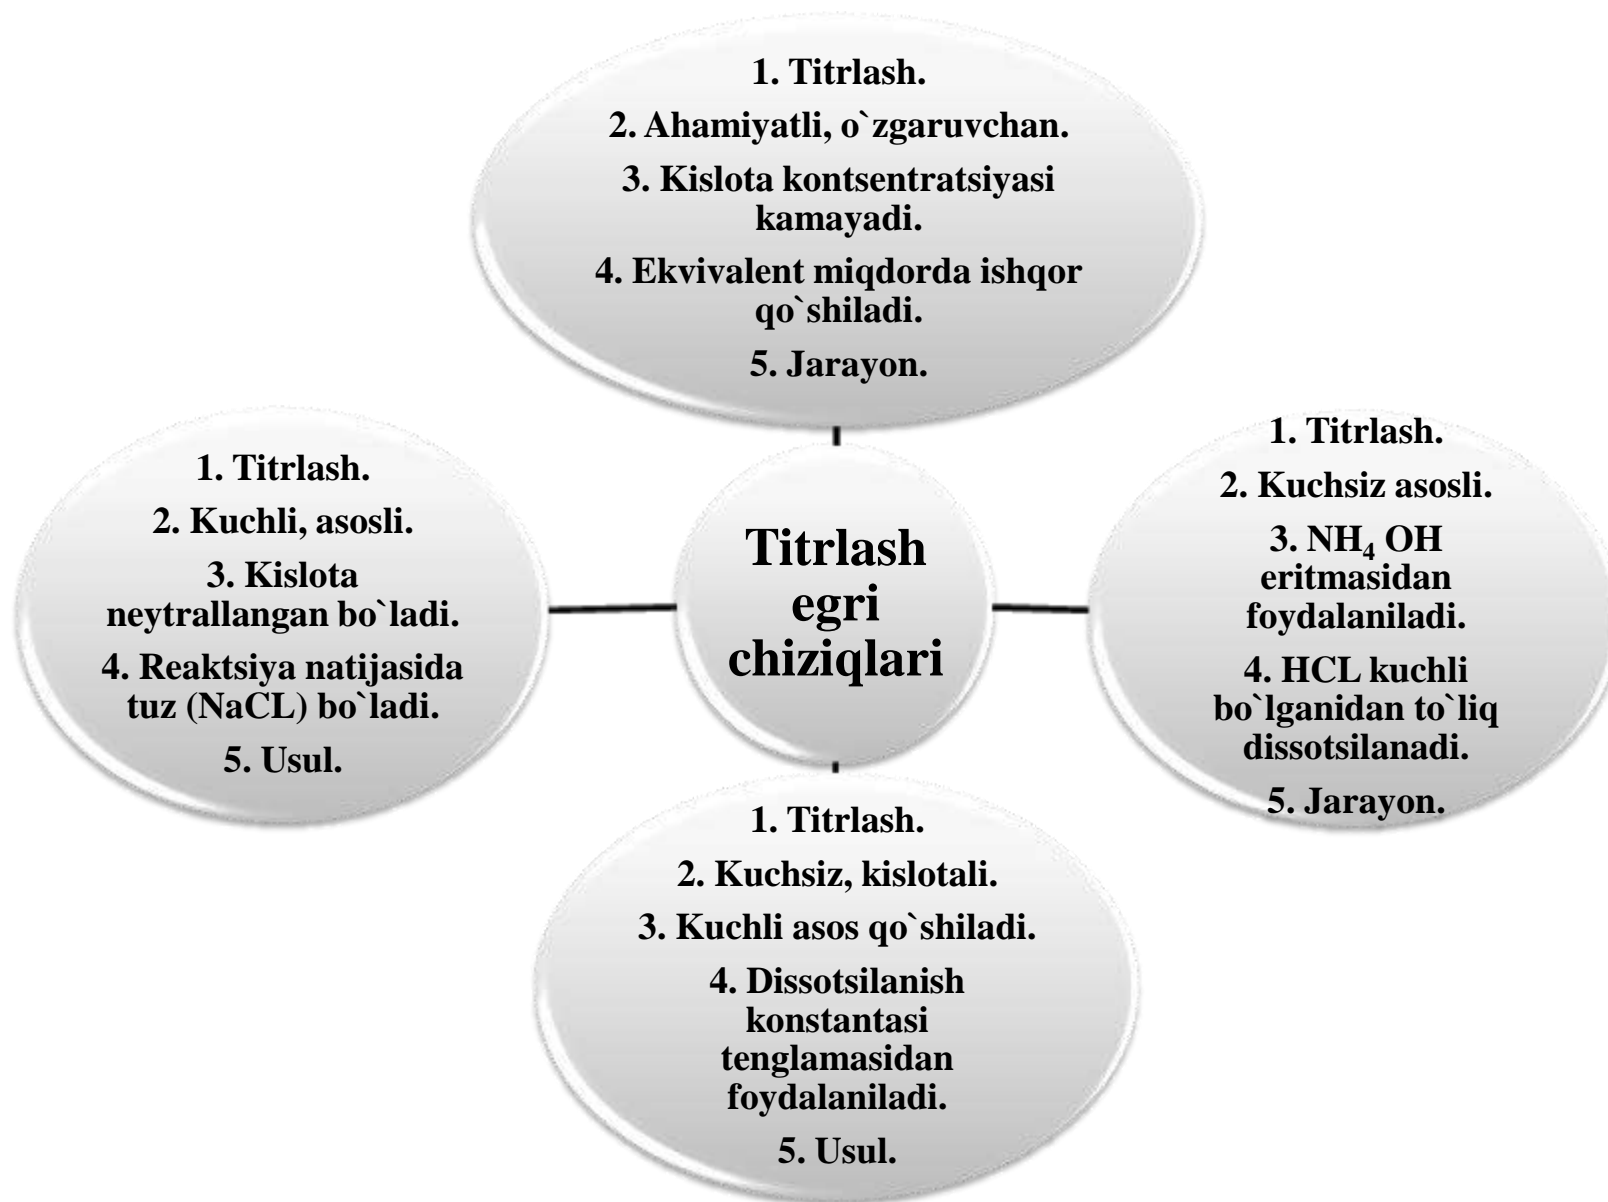 1. Titrlash.
2. Ahamiyatli, o`zgaruvchan.
3. Kislota kontsentratsiyasi
kamayadi.
4. Ekvivalent miqdorda ishqor
qo`shiladi.
5. Jarayon.
1. Titrlash.
2. Kuchli, asosli.
3. Kislota
neytrallangan bo`ladi.
4. Reaktsiya natijasida
tuz (NaCL) bo`ladi.
5. Usul.
Titrlash
egri
chiziqlari
1. Titrlash.
2. Kuchsiz asosli.
3. NH₄ OH
eritmasidan
foydalaniladi.
4. HCL kuchli
bo`lganidan to`liq
dissotsilanadi.
5. Jarayon.
1. Titrlash.
2. Kuchsiz, kislotali.
3. Kuchli asos qo`shiladi.
4. Dissotsilanish
konstantasi
tenglamasidan
foydalaniladi.
5. Usul.